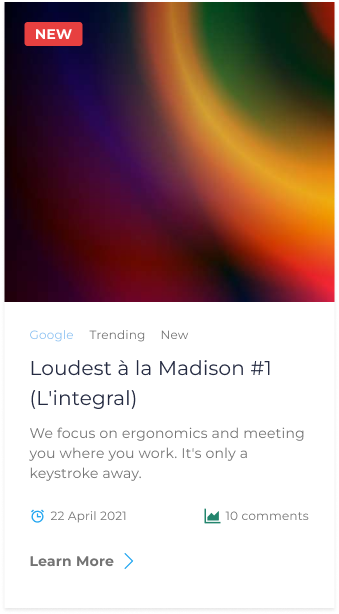 NEW
Google Trending New
Loudest à la Madison #1
(L'integral)
We focus on ergonomics and meeting
you where you work. It's only a
keystroke away.
22 April 2021 10 comments
Learn More